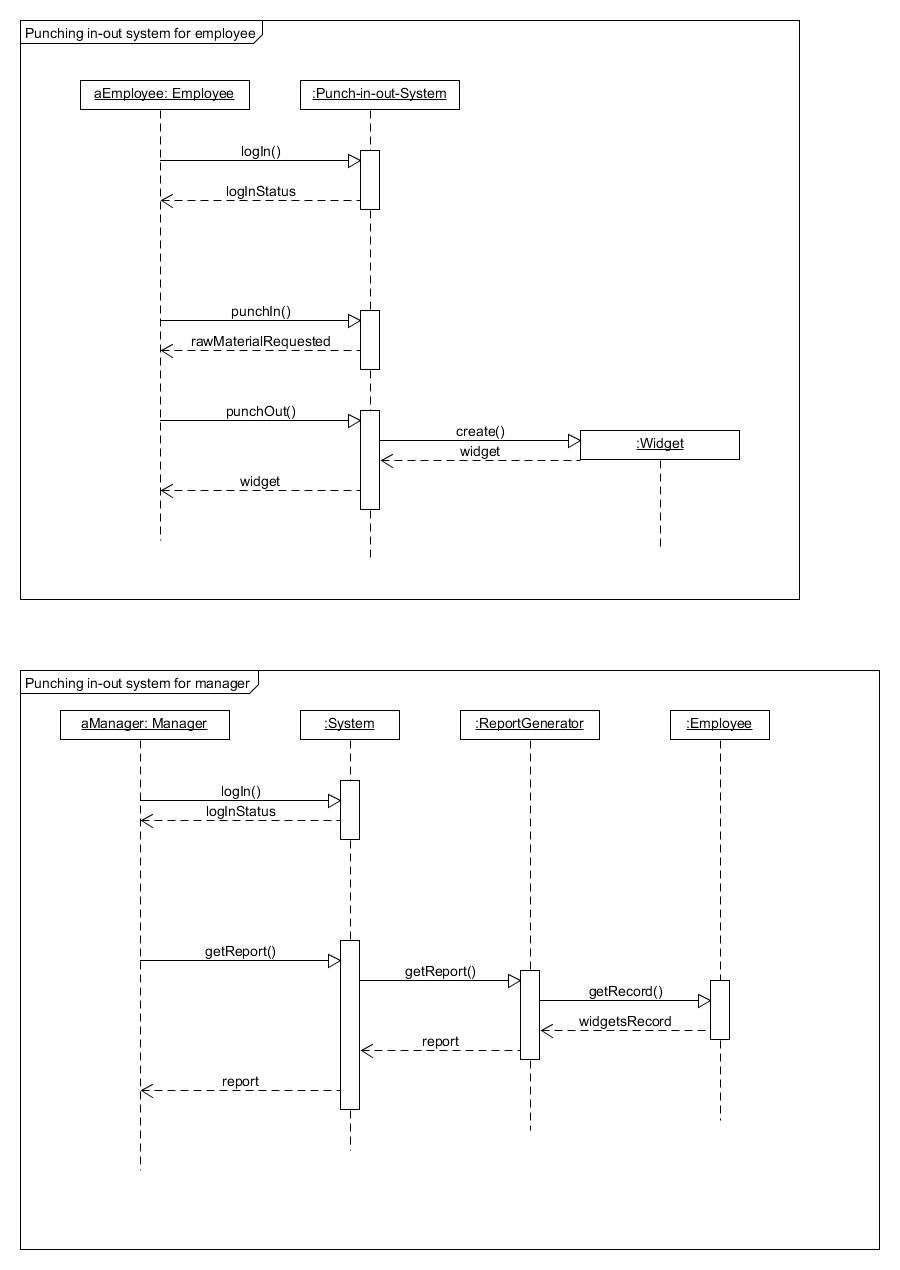 Punching in-out system for employee
aEmployee: Employee
:Punch-in-out-System
logIn()
logInStatus
punchIn()
rawMaterialRequested
punchOut()
create()
:Widget
widget
widget
Punching in-out system for manager
aManager: Manager
:System
:ReportGenerator
:Employee
logIn()
logInStatus
getReport()
getReport()
getRecord()
widgetsRecord
report
report